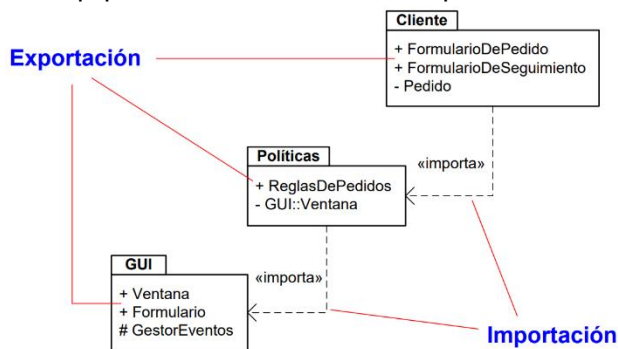 Cliente
Exportación
+ FormularioDePedido
+ FormularioDeSeguimiento
- Pedido
Políticas
«importa»
+ ReglasDePedidos
- GUI::Ventana
GUI
«importa»
+ Ventana
+ Formulario
# GestorEventos
Importación